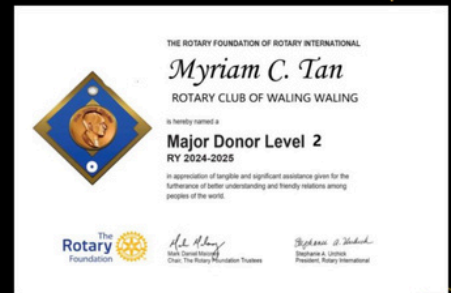 THE ROTARY FOUNDATION OF ROTARY INTERNATIONAL
Myriam C. Tan
ROTARY CLUB OF WALING WALING
is hereby named a
Major Donor Level 2
RY 2024-2025
in appreciation of tangible and significant assistance given for the
furtherance of better understanding and friendly relations among
peoples of the world.
The
Rotary
Foundation
Mark Daniel Maloney
Chair, The Rotary Foundation Trustees
Stephanie A. Urchick
Stephanie A. Urchick
President, Rotary International